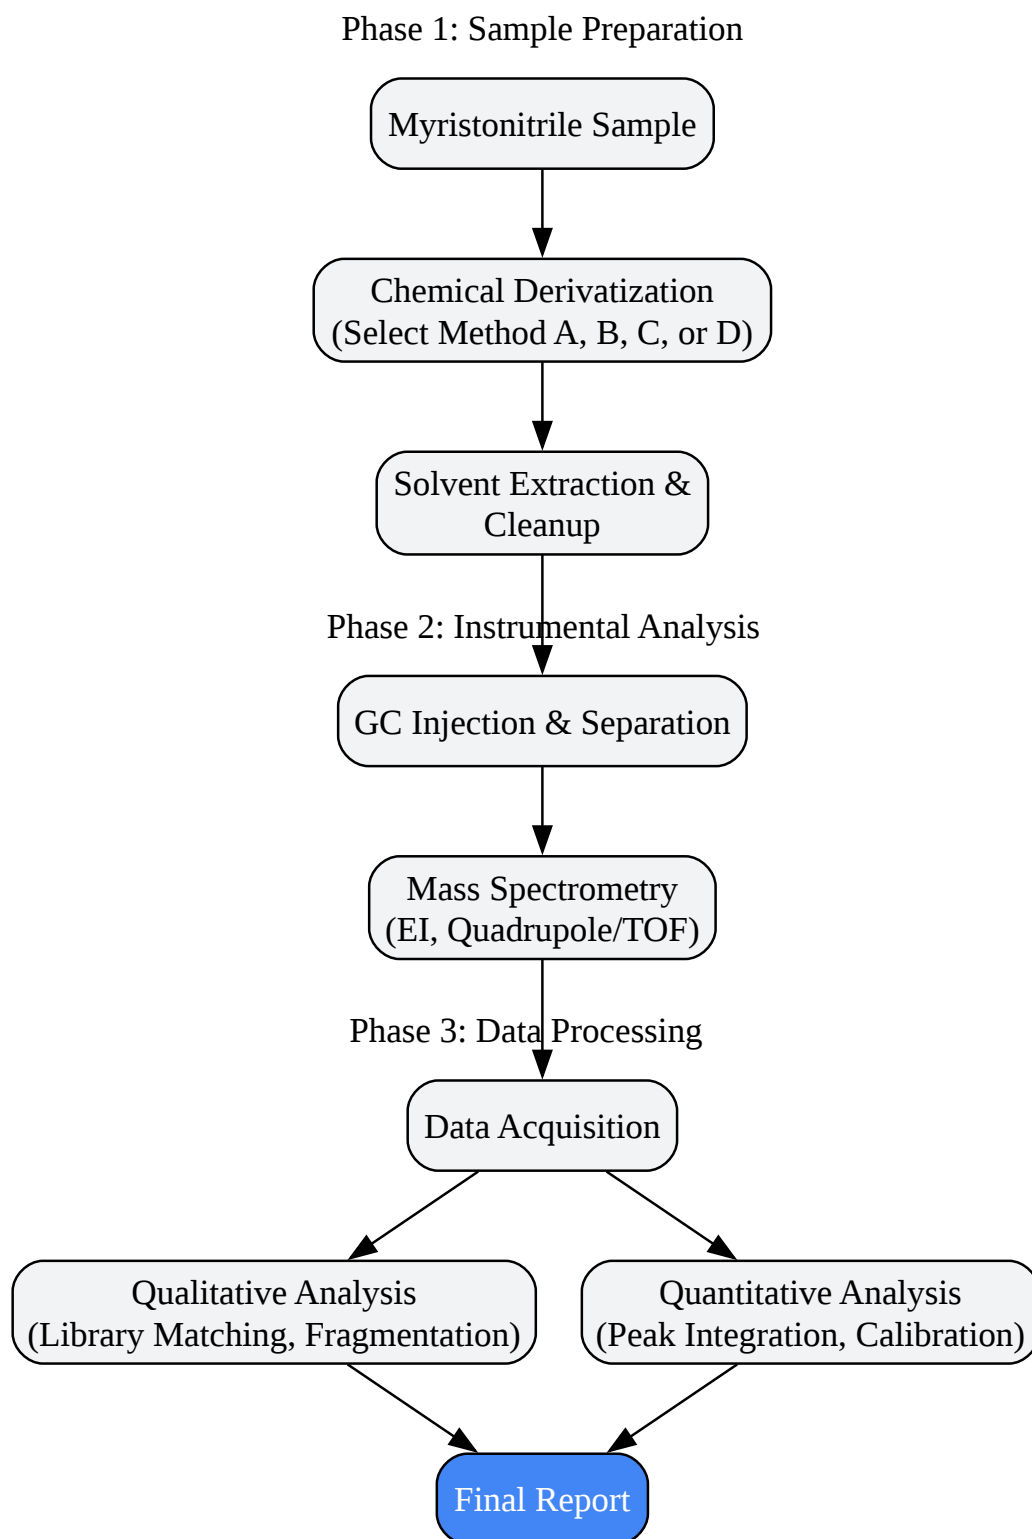 Phase 1: Sample Preparation
Myristonitrile Sample
Chemical Derivatization
(Select Method A, B, C, or D)
Solvent Extraction &
Cleanup
Phase 2: Instrumental Analysis
GC Injection & Separation
Mass Spectrometry
(EI, Quadrupole/TOF)
Phase 3: Data Processing
Data Acquisition
Qualitative Analysis
(Library Matching, Fragmentation)
Quantitative Analysis
(Peak Integration, Calibration)
Final Report